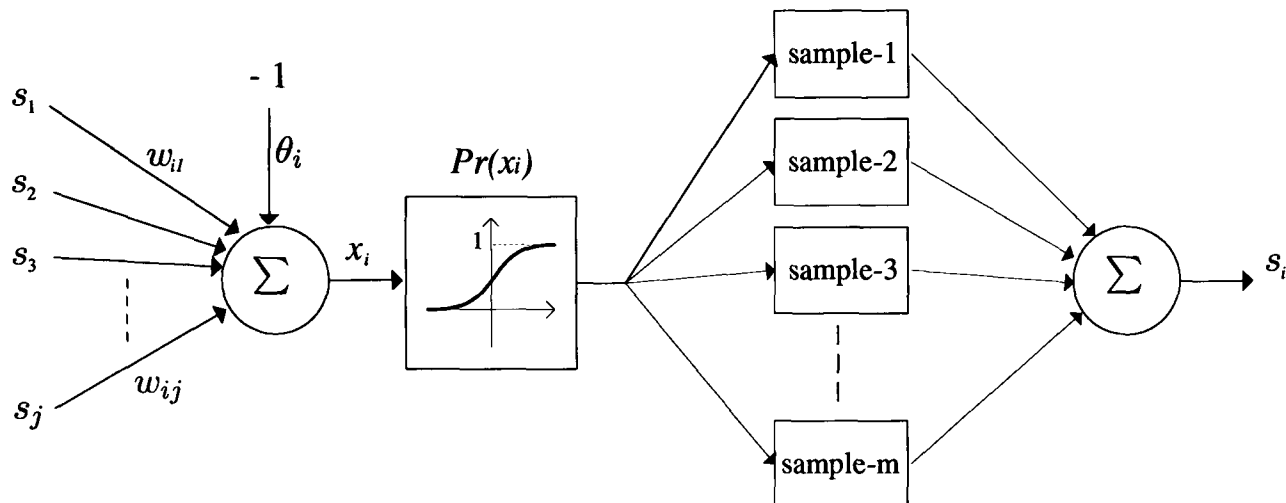 s₁
s₂
s₃
sⱼ
wᵢ₁
wᵢⱼ
- 1
θᵢ
Σ
xᵢ
Pr(xᵢ)
1
sample-1
sample-2
sample-3
sample-m
Σ
sᵢ